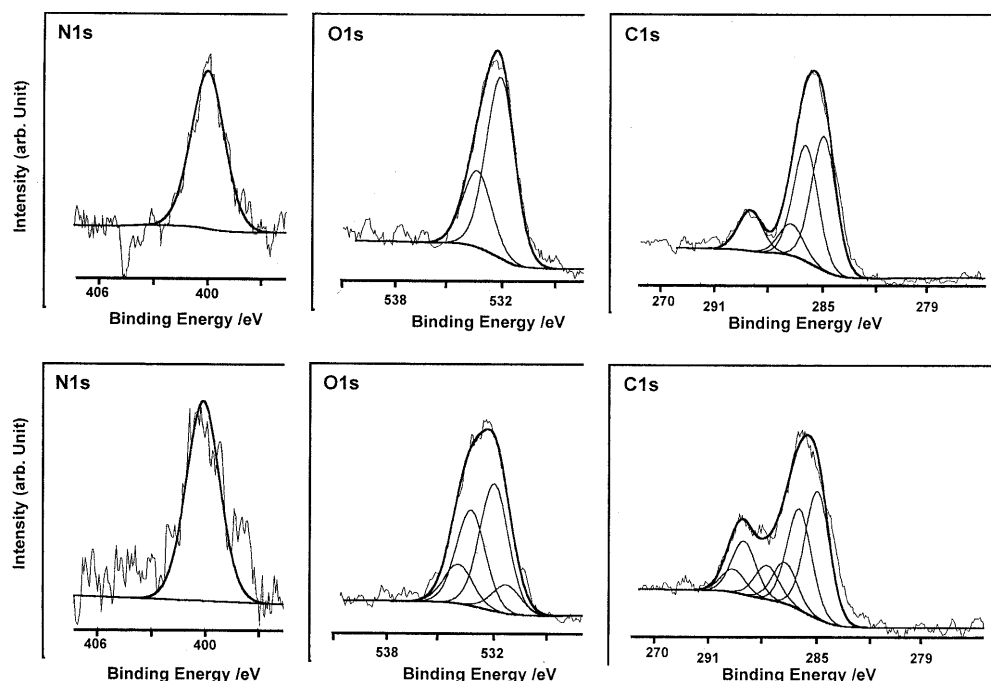 N1s
O1s
C1s
Intensity (arb. Unit)
406 400
538 532
270 291 285 279
Binding Energy /eV
Binding Energy /eV
Binding Energy /eV
N1s
O1s
C1s
Intensity (arb. Unit)
406 400
538 532
270 291 285 279
Binding Energy /eV
Binding Energy /eV
Binding Energy /eV